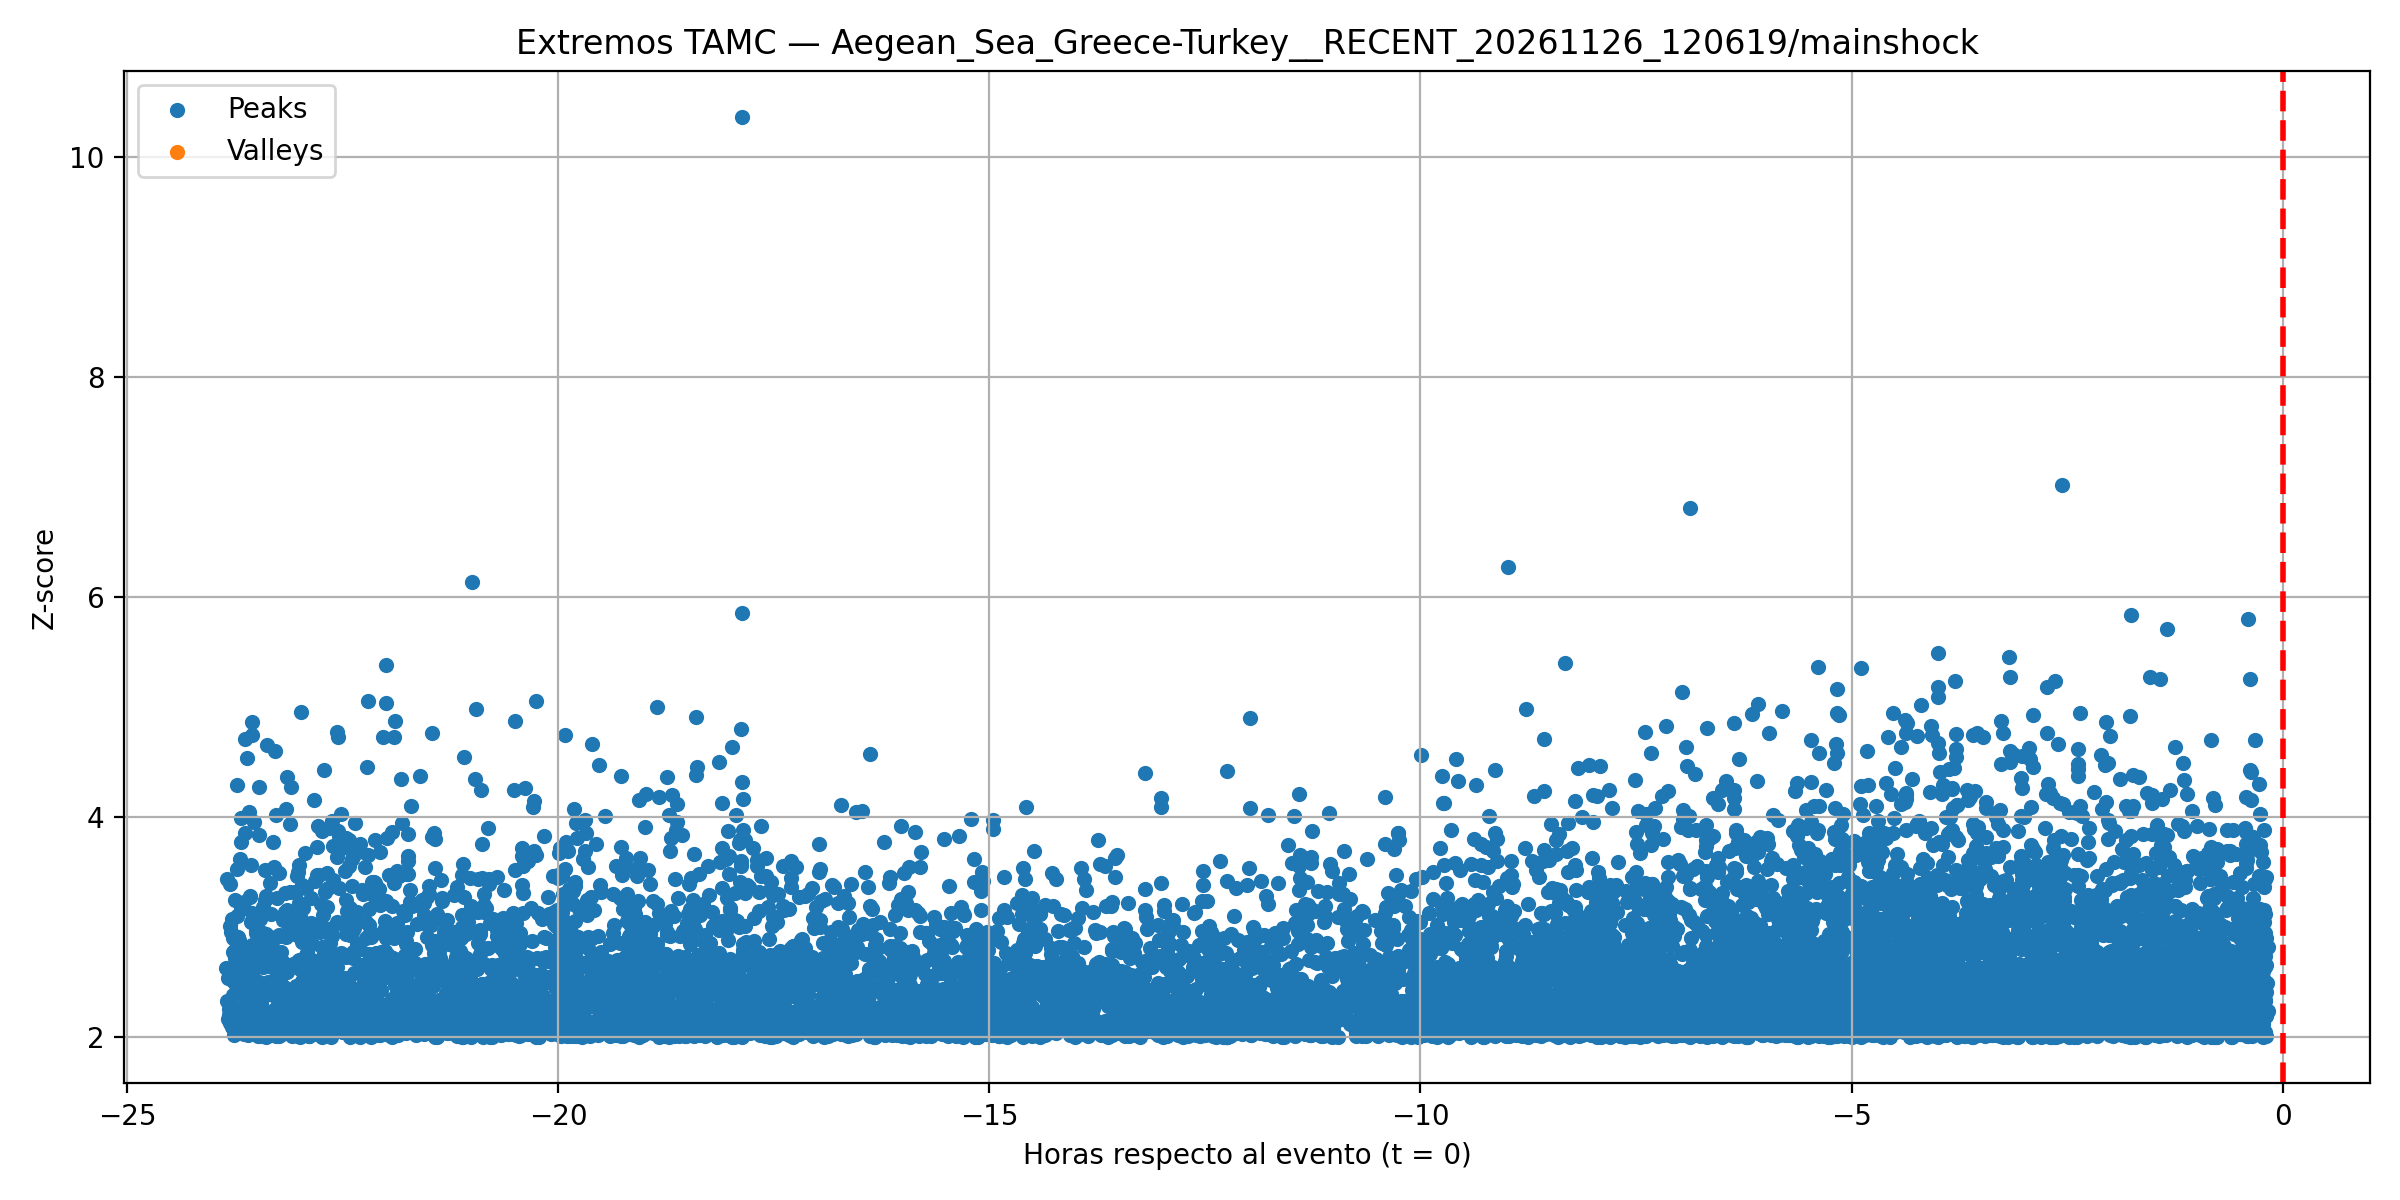 Extremos TAMC — Aegean_Sea_Greece-Turkey__RECENT_20261126_120619/mainshock
Peaks
Valleys
10
8
6
4
2
Z-score
−25 −20 −15 −10 −5 0
Horas respecto al evento (t = 0)